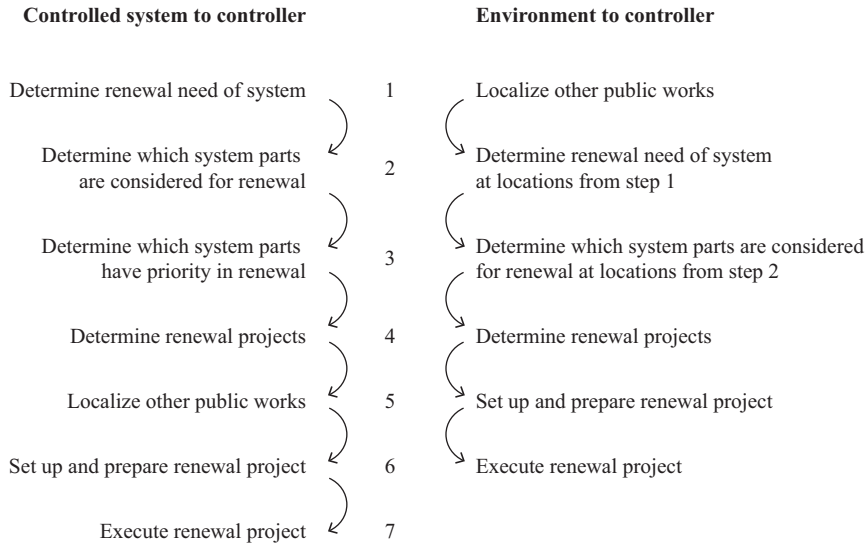 Controlled system to controller
Environment to controller
Determine renewal need of system
1
Localize other public works
Determine which system parts
are considered for renewal
2
Determine renewal need of system
at locations from step 1
Determine which system parts
have priority in renewal
3
Determine which system parts are considered
for renewal at locations from step 2
Determine renewal projects
4
Determine renewal projects
Localize other public works
5
Set up and prepare renewal project
Set up and prepare renewal project
6
Execute renewal project
Execute renewal project
7